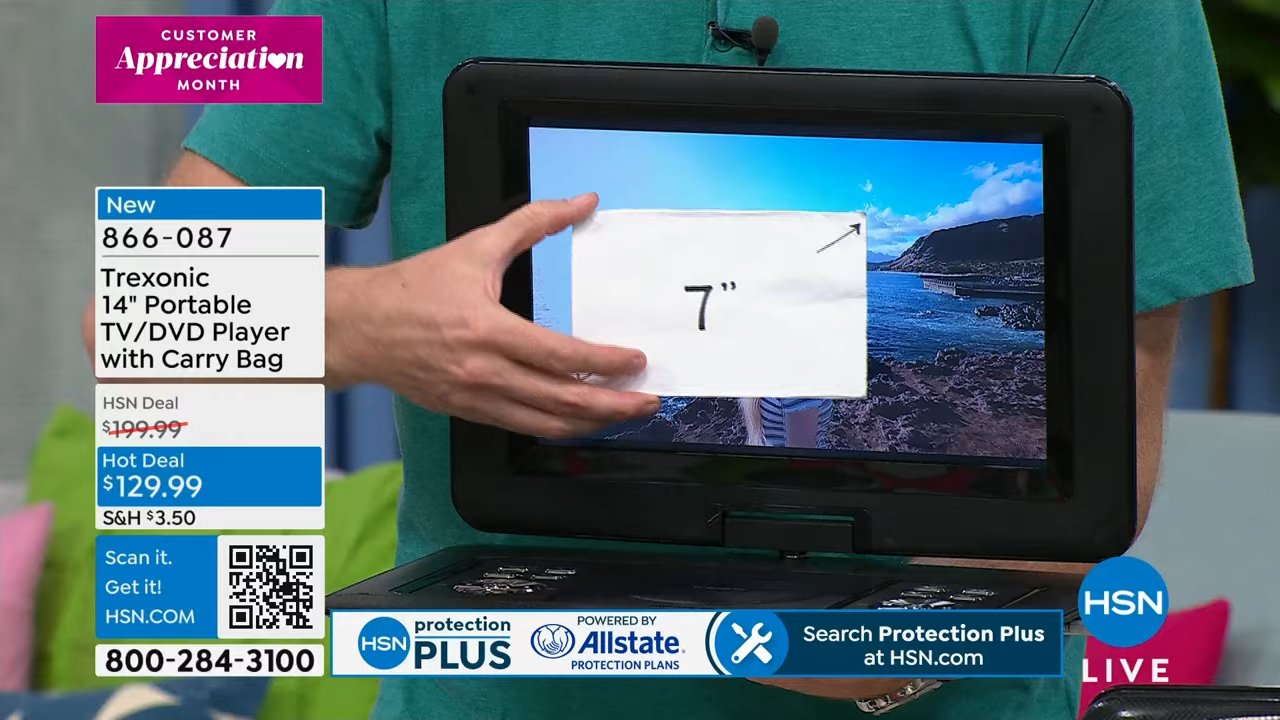 CUSTOMER
Appreciation
MONTH
New
866-087
Trexonic
14" Portable
TV/DVD Player
with Carry Bag
HSN Deal
$199.99
Hot Deal
$129.99
S&H $3.50
Scan it.
Get it!
HSN.COM
800-284-3100
7"
HSN protection PLUS
POWERED BY
Allstate
PROTECTION PLANS
Search Protection Plus
at HSN.com
HSN
LIVE